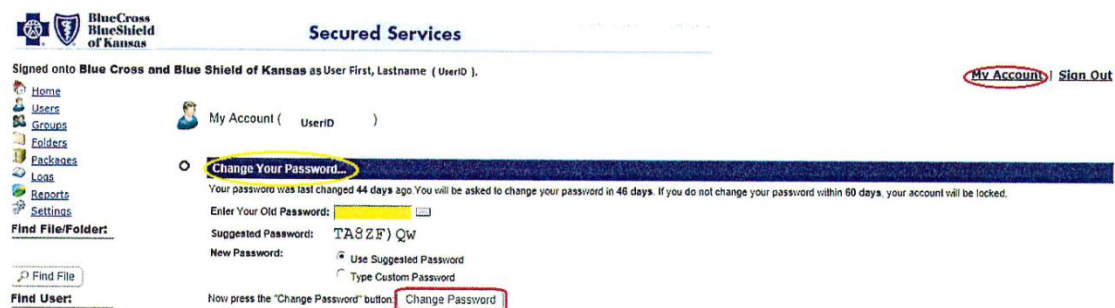 BlueCross
BlueShield
of Kansas
Secured Services
Signed onto Blue Cross and Blue Shield of Kansas as User First, Lastname ( UserID ).
My Account | Sign Out
Home
Users
Groups
Folders
Packages
Logs
Reports
Settings
Find File/Folder:
Find File
Find User:
My Account ( UserID )
Change Your Password...
Your password was last changed 44 days ago. You will be asked to change your password in 46 days. If you do not change your password within 60 days, your account will be locked.
Enter Your Old Password:
Suggested Password: TA8ZF)QW
New Password: Use Suggested Password
Type Custom Password
Now press the "Change Password" button: Change Password